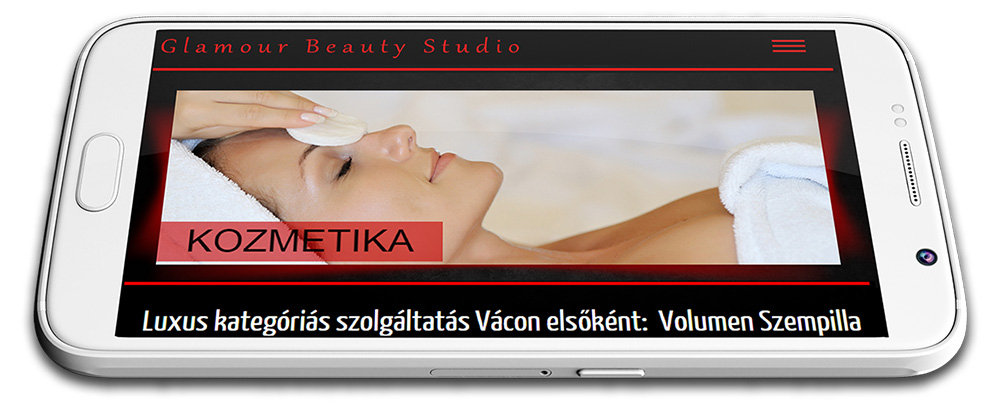 Glamour Beauty Studio
KOZMETIKA
Luxus kategóriás szolgáltatás Vácon elsőként: Volumen Szempilla